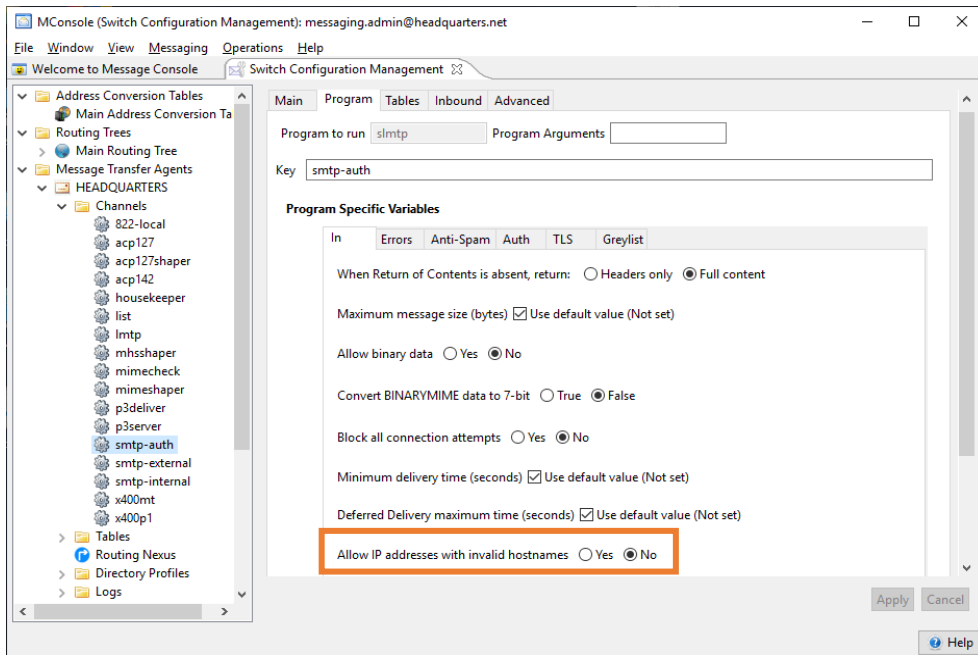 MConsole (Switch Configuration Management): messaging.admin@headquarters.net
File Window View Messaging Operations Help
Welcome to Message Console Switch Configuration Management
Address Conversion Tables
Main Address Conversion Ta
Routing Trees
Main Routing Tree
Message Transfer Agents
HEADQUARTERS
Channels
822-local
acp127
acp127shaper
acp142
housekeeper
list
lmtp
mhsshaper
mimecheck
mimeshaper
p3deliver
p3server
smtp-auth
smtp-external
smtp-internal
x400mt
x400p1
Tables
Routing Nexus
Directory Profiles
Logs
Main Program Tables Inbound Advanced
Program to run slmtp Program Arguments
Key smtp-auth
Program Specific Variables
In Errors Anti-Spam Auth TLS Greylist
When Return of Contents is absent, return: Headers only Full content
Maximum message size (bytes) Use default value (Not set)
Allow binary data Yes No
Convert BINARYMIME data to 7-bit True False
Block all connection attempts Yes No
Minimum delivery time (seconds) Use default value (Not set)
Deferred Delivery maximum time (seconds) Use default value (Not set)
Allow IP addresses with invalid hostnames Yes No
Apply Cancel
Help